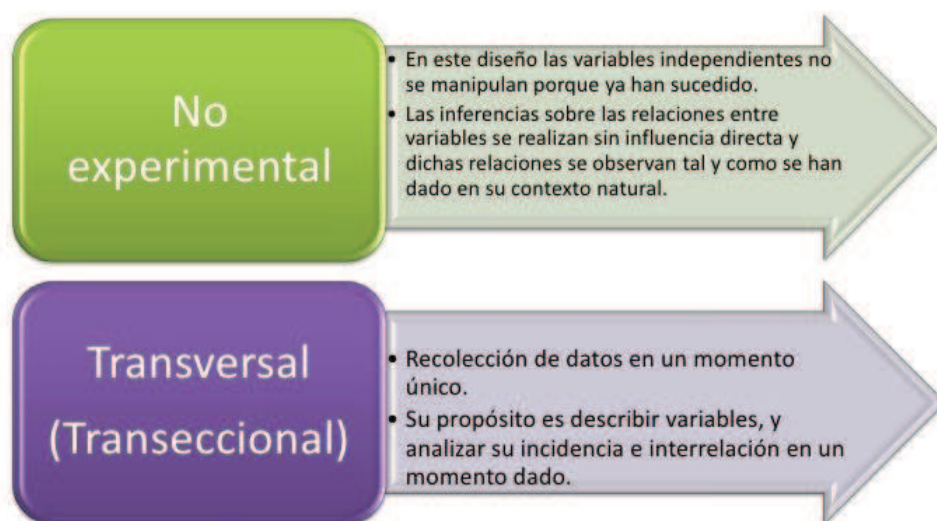 No
experimental
• En este diseño las variables independientes no
se manipulan porque ya han sucedido.
• Las inferencias sobre las relaciones entre
variables se realizan sin influencia directa y
dichas relaciones se observan tal y como se han
dado en su contexto natural.
Transversal
(Transeccional)
• Recolección de datos en un momento
único.
• Su propósito es describir variables, y
analizar su incidencia e interrelación en un
momento dado.